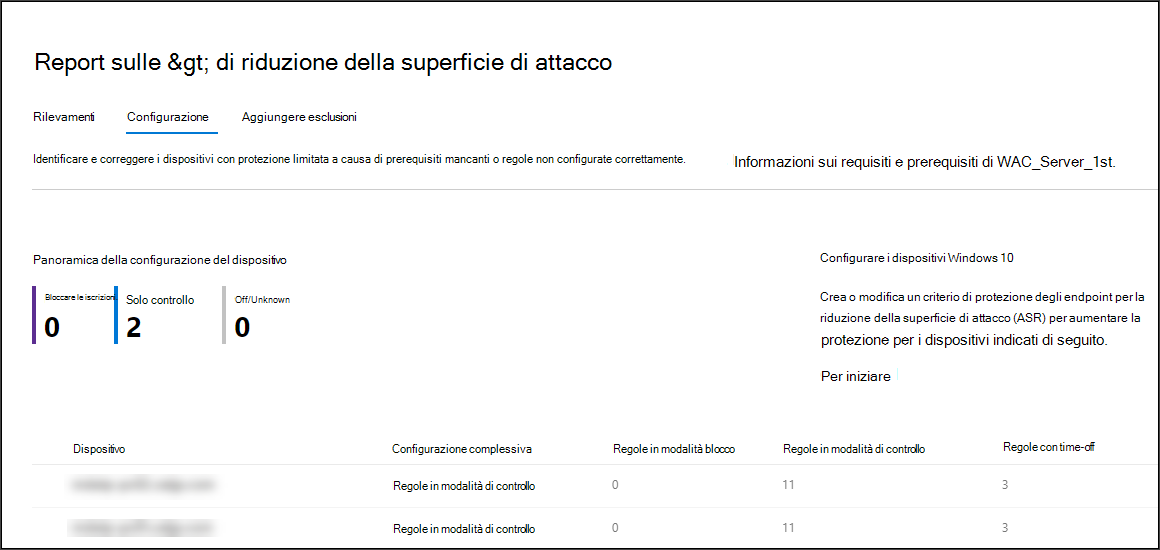 Report sulle &gt; di riduzione della superficie di attacco
Rilevamenti Configurazione Aggiungere esclusioni
Identificare e correggere i dispositivi con protezione limitata a causa di prerequisiti mancanti o regole non configurate correttamente.
Informazioni sui requisiti e prerequisiti di WAC_Server_1st.
Panoramica della configurazione del dispositivo
Bloccare le iscrizioni Solo controllo Off/Unknown
0 2 0
Configurare i dispositivi Windows 10
Crea o modifica un criterio di protezione degli endpoint per la
riduzione della superficie di attacco (ASR) per aumentare la
protezione per i dispositivi indicati di seguito.
Per iniziare
Dispositivo Configurazione complessiva Regole in modalità blocco Regole in modalità di controllo Regole con time-off
Regole in modalità di controllo 0 11 3
Regole in modalità di controllo 0 11 3